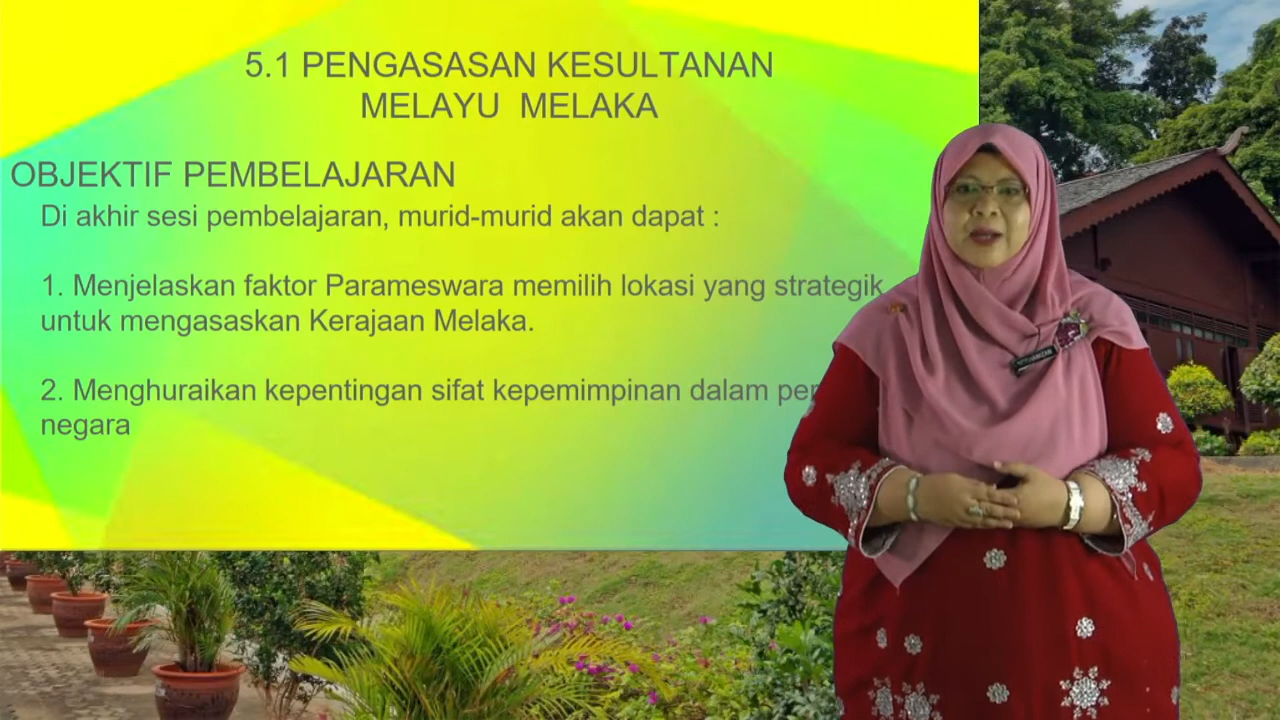 5.1 PENGASASAN KESULTANAN
MELAYU MELAKA
OBJEKTIF PEMBELAJARAN
Di akhir sesi pembelajaran, murid-murid akan dapat :
1. Menjelaskan faktor Parameswara memilih lokasi yang strategik
untuk mengasaskan Kerajaan Melaka.
2. Menghuraikan kepentingan sifat kepemimpinan dalam
negara